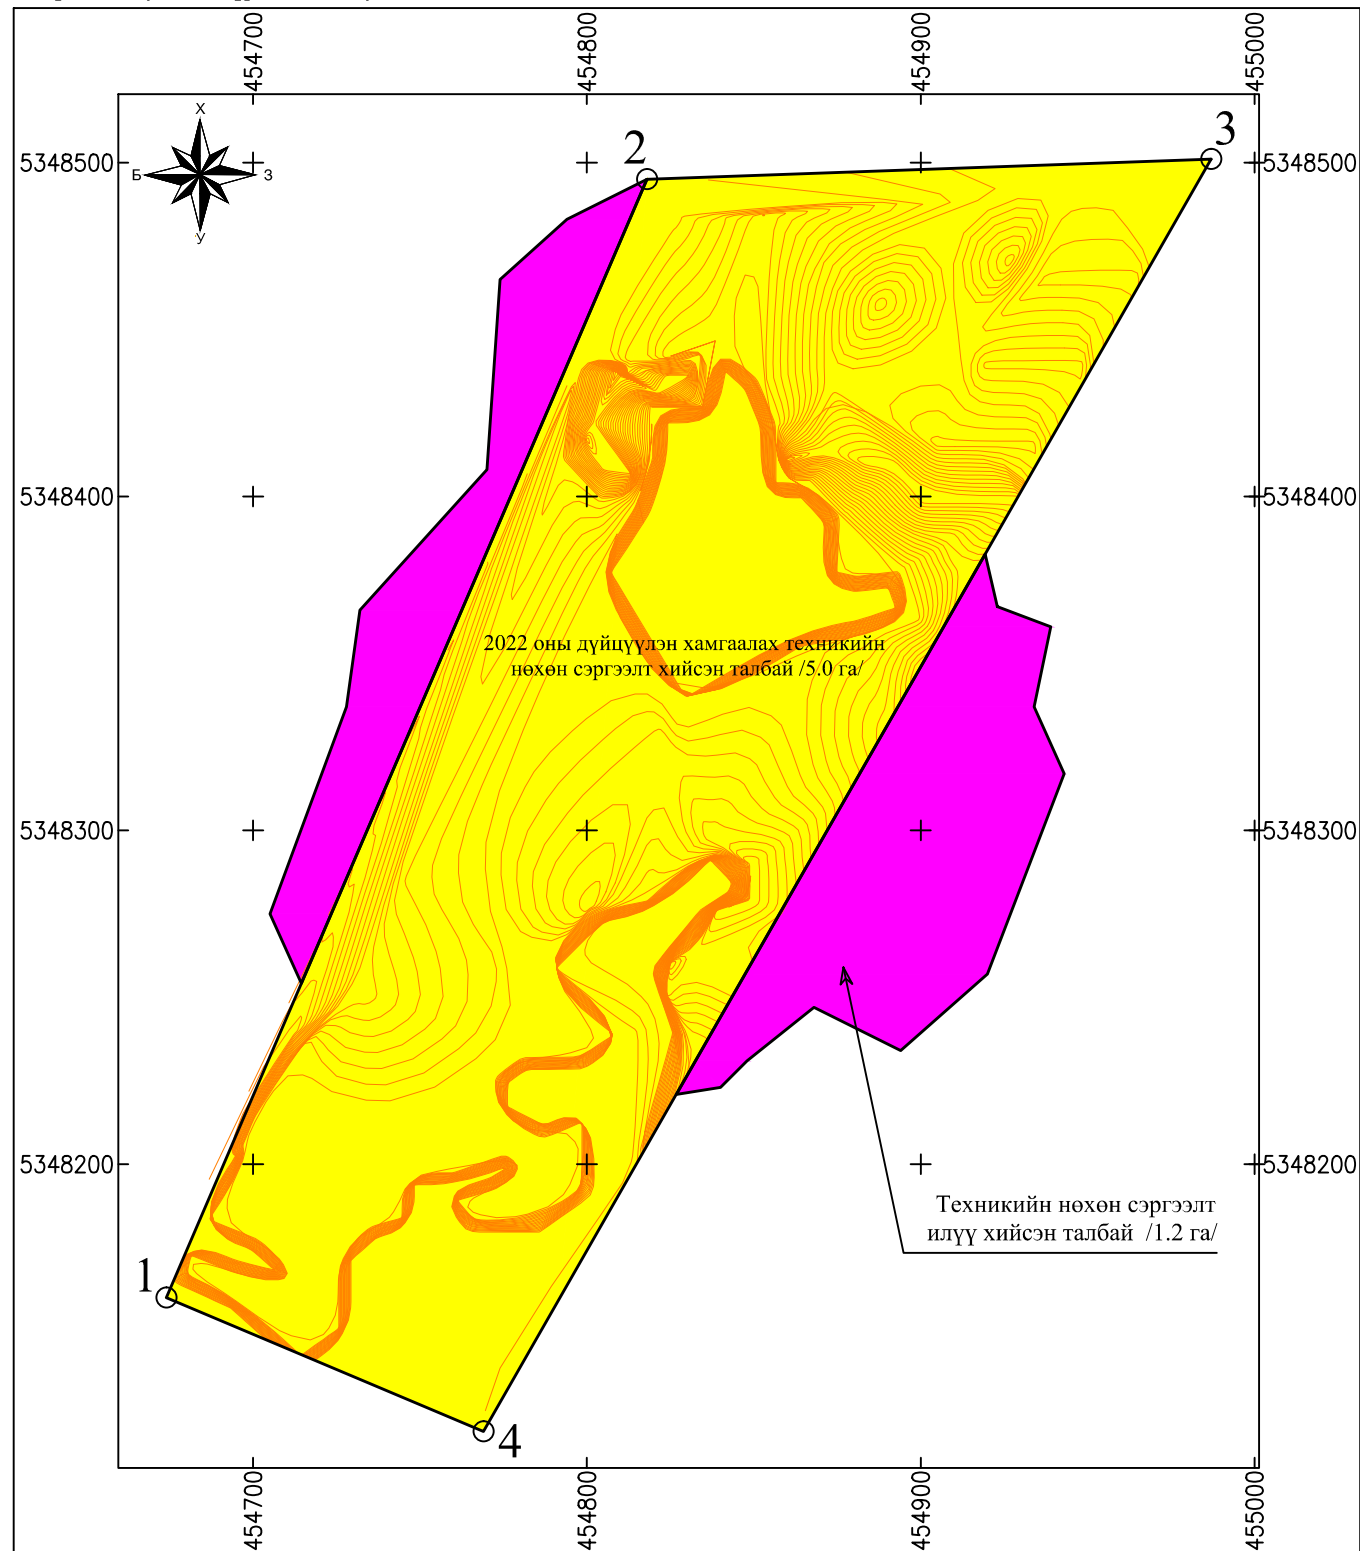 454700
454800
454900
455000
Х
Б
З
У
2
3
5348500
5348500
5348400
5348400
2022 оны дүйцүүлэн хамгаалах техникийн
нөхөн сэргээлт хийсэн талбай /5.0 га/
5348300
5348300
5348200
5348200
Техникийн нөхөн сэргээлт
илүү хийсэн талбай /1.2 га/
1
4
454700
454800
454900
455000